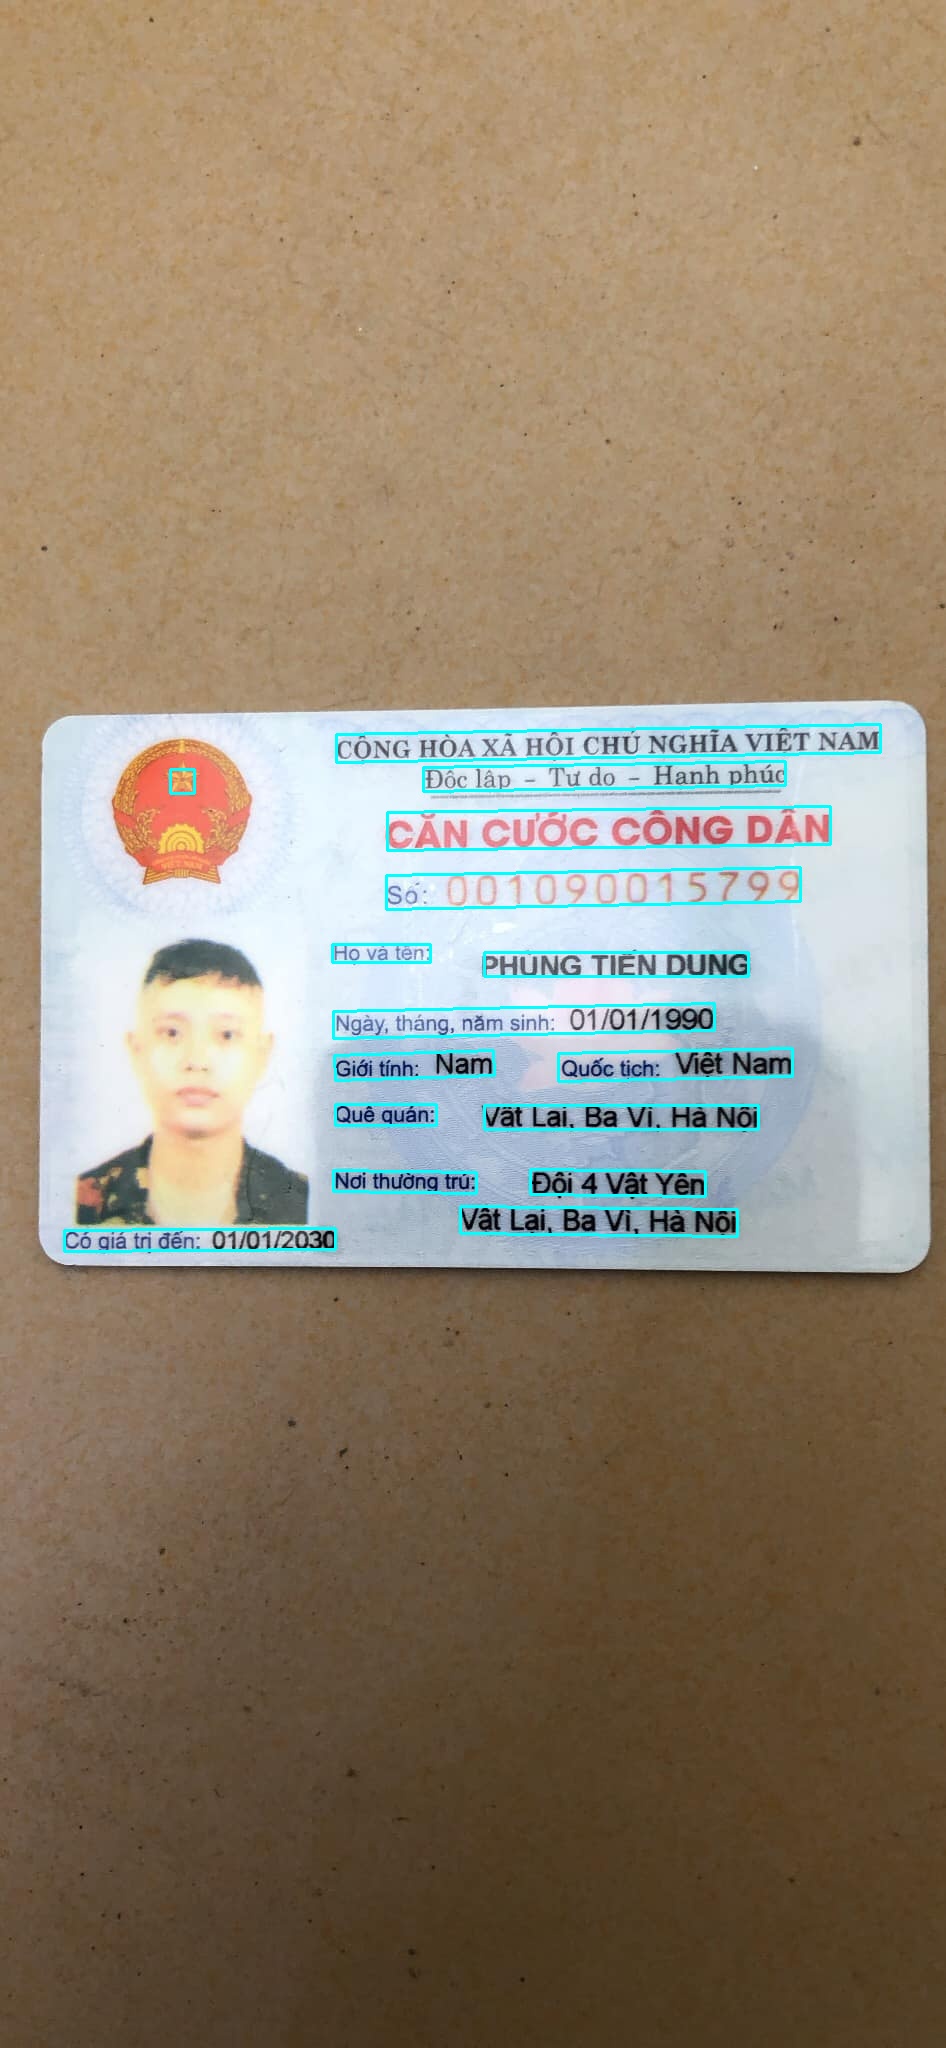 CỘNG HÒA XÃ HỘI CHỦ NGHĨA VIỆT NAM
Độc lập - Tự do - Hạnh phúc
CĂN CƯỚC CÔNG DÂN
Số: 001090015799
Họ và tên: PHÙNG TIẾN DŨNG
Ngày, tháng, năm sinh: 01/01/1990
Giới tính: Nam Quốc tịch: Việt Nam
Quê quán: Vật Lại, Ba Vì, Hà Nội
Nơi thường trú: Đội 4 Vật Yên
Vật Lại, Ba Vì, Hà Nội
Có giá trị đến: 01/01/2030
VIỆT NAM